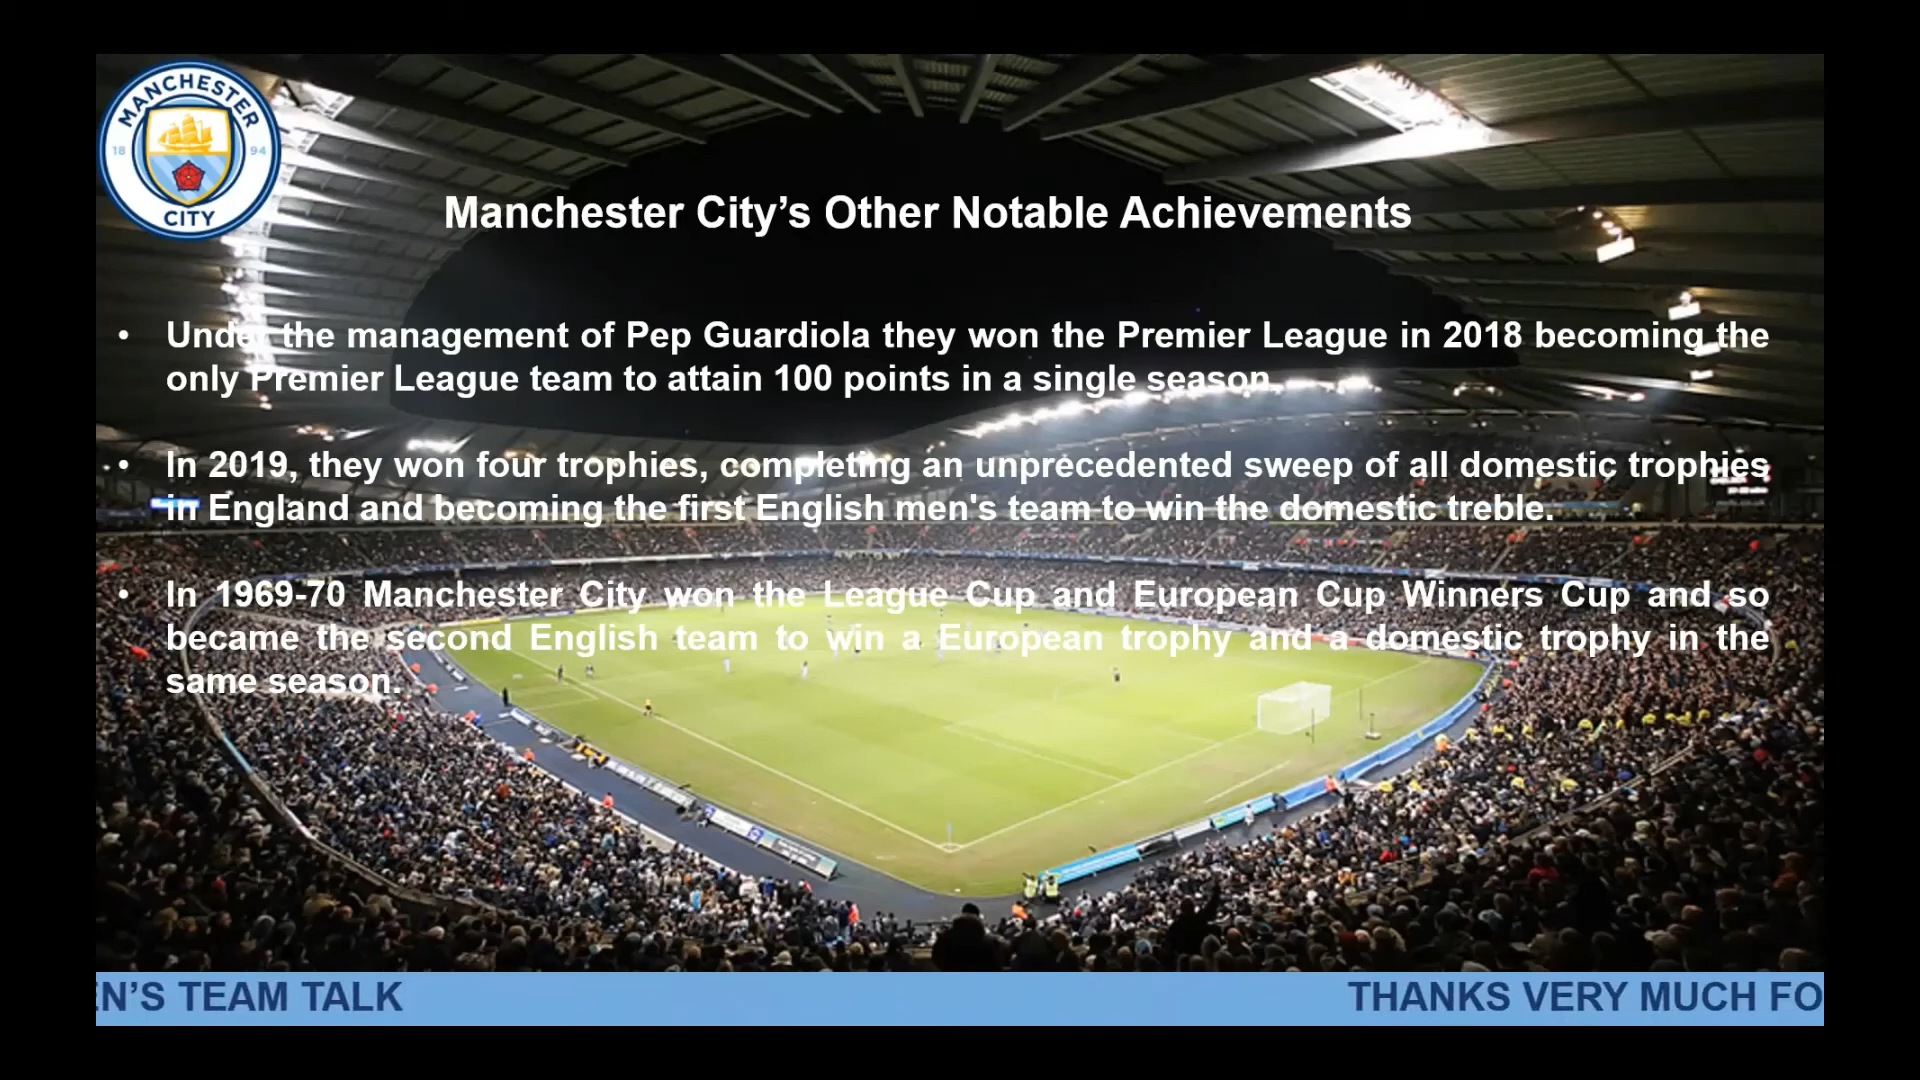 MANCHESTER
18 94
CITY
Manchester City’s Other Notable Achievements
• Under the management of Pep Guardiola they won the Premier League in 2018 becoming the
only Premier League team to attain 100 points in a single season.
• In 2019, they won four trophies, completing an unprecedented sweep of all domestic trophies
in England and becoming the first English men's team to win the domestic treble.
• In 1969-70 Manchester City won the League Cup and European Cup Winners Cup and so
became the second English team to win a European trophy and a domestic trophy in the
same season.
EN’S TEAM TALK THANKS VERY MUCH FO